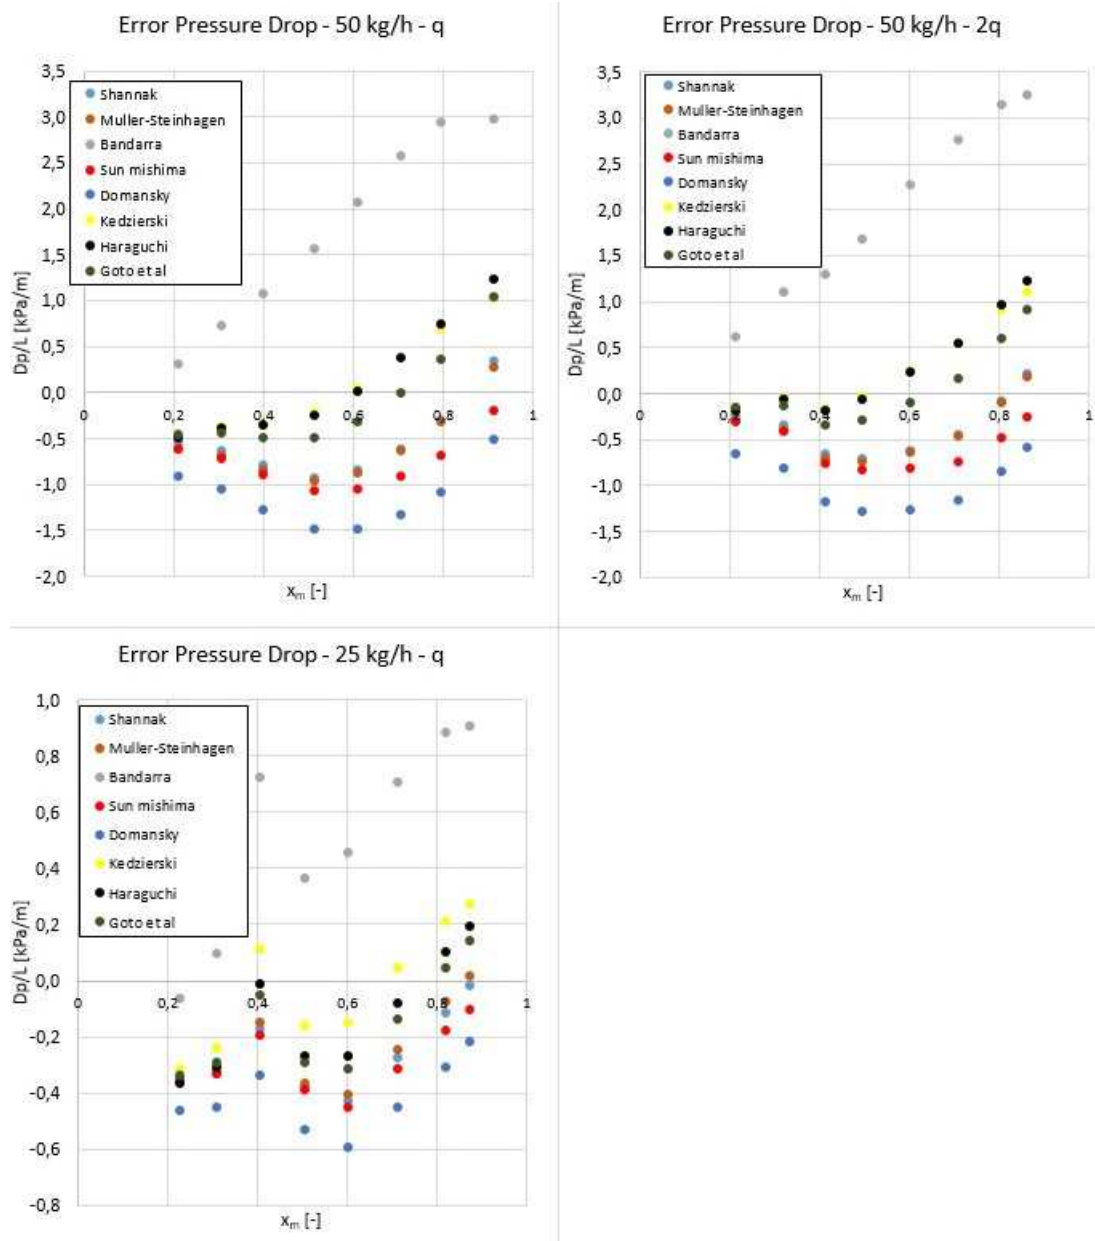 Error Pressure Drop - 50 kg/h - q
3,5
3,0
2,5
2,0
1,5
1,0
0,5
0,0
-0,5
-1,0
-1,5
-2,0
Dp/L [kPa/m]
Shannak
Muller-Steinhagen
Bandarra
Sun mishima
Domansky
Kedzierski
Haraguchi
Goto et al
0 0,2 0,4 0,6 0,8 1
xₘ [-]
Error Pressure Drop - 50 kg/h - 2q
3,5
3,0
2,5
2,0
1,5
1,0
0,5
0,0
-0,5
-1,0
-1,5
-2,0
Dp/L [kPa/m]
Shannak
Muller-Steinhagen
Bandarra
Sun mishima
Domansky
Kedzierski
Haraguchi
Goto et al
0 0,2 0,4 0,6 0,8 1
xₘ [-]
Error Pressure Drop - 25 kg/h - q
1,0
0,8
0,6
0,4
0,2
0,0
-0,2
-0,4
-0,6
-0,8
Dp/L [kPa/m]
Shannak
Muller-Steinhagen
Bandarra
Sun mishima
Domansky
Kedzierski
Haraguchi
Goto et al
0 0,2 0,4 0,6 0,8 1
xₘ [-]